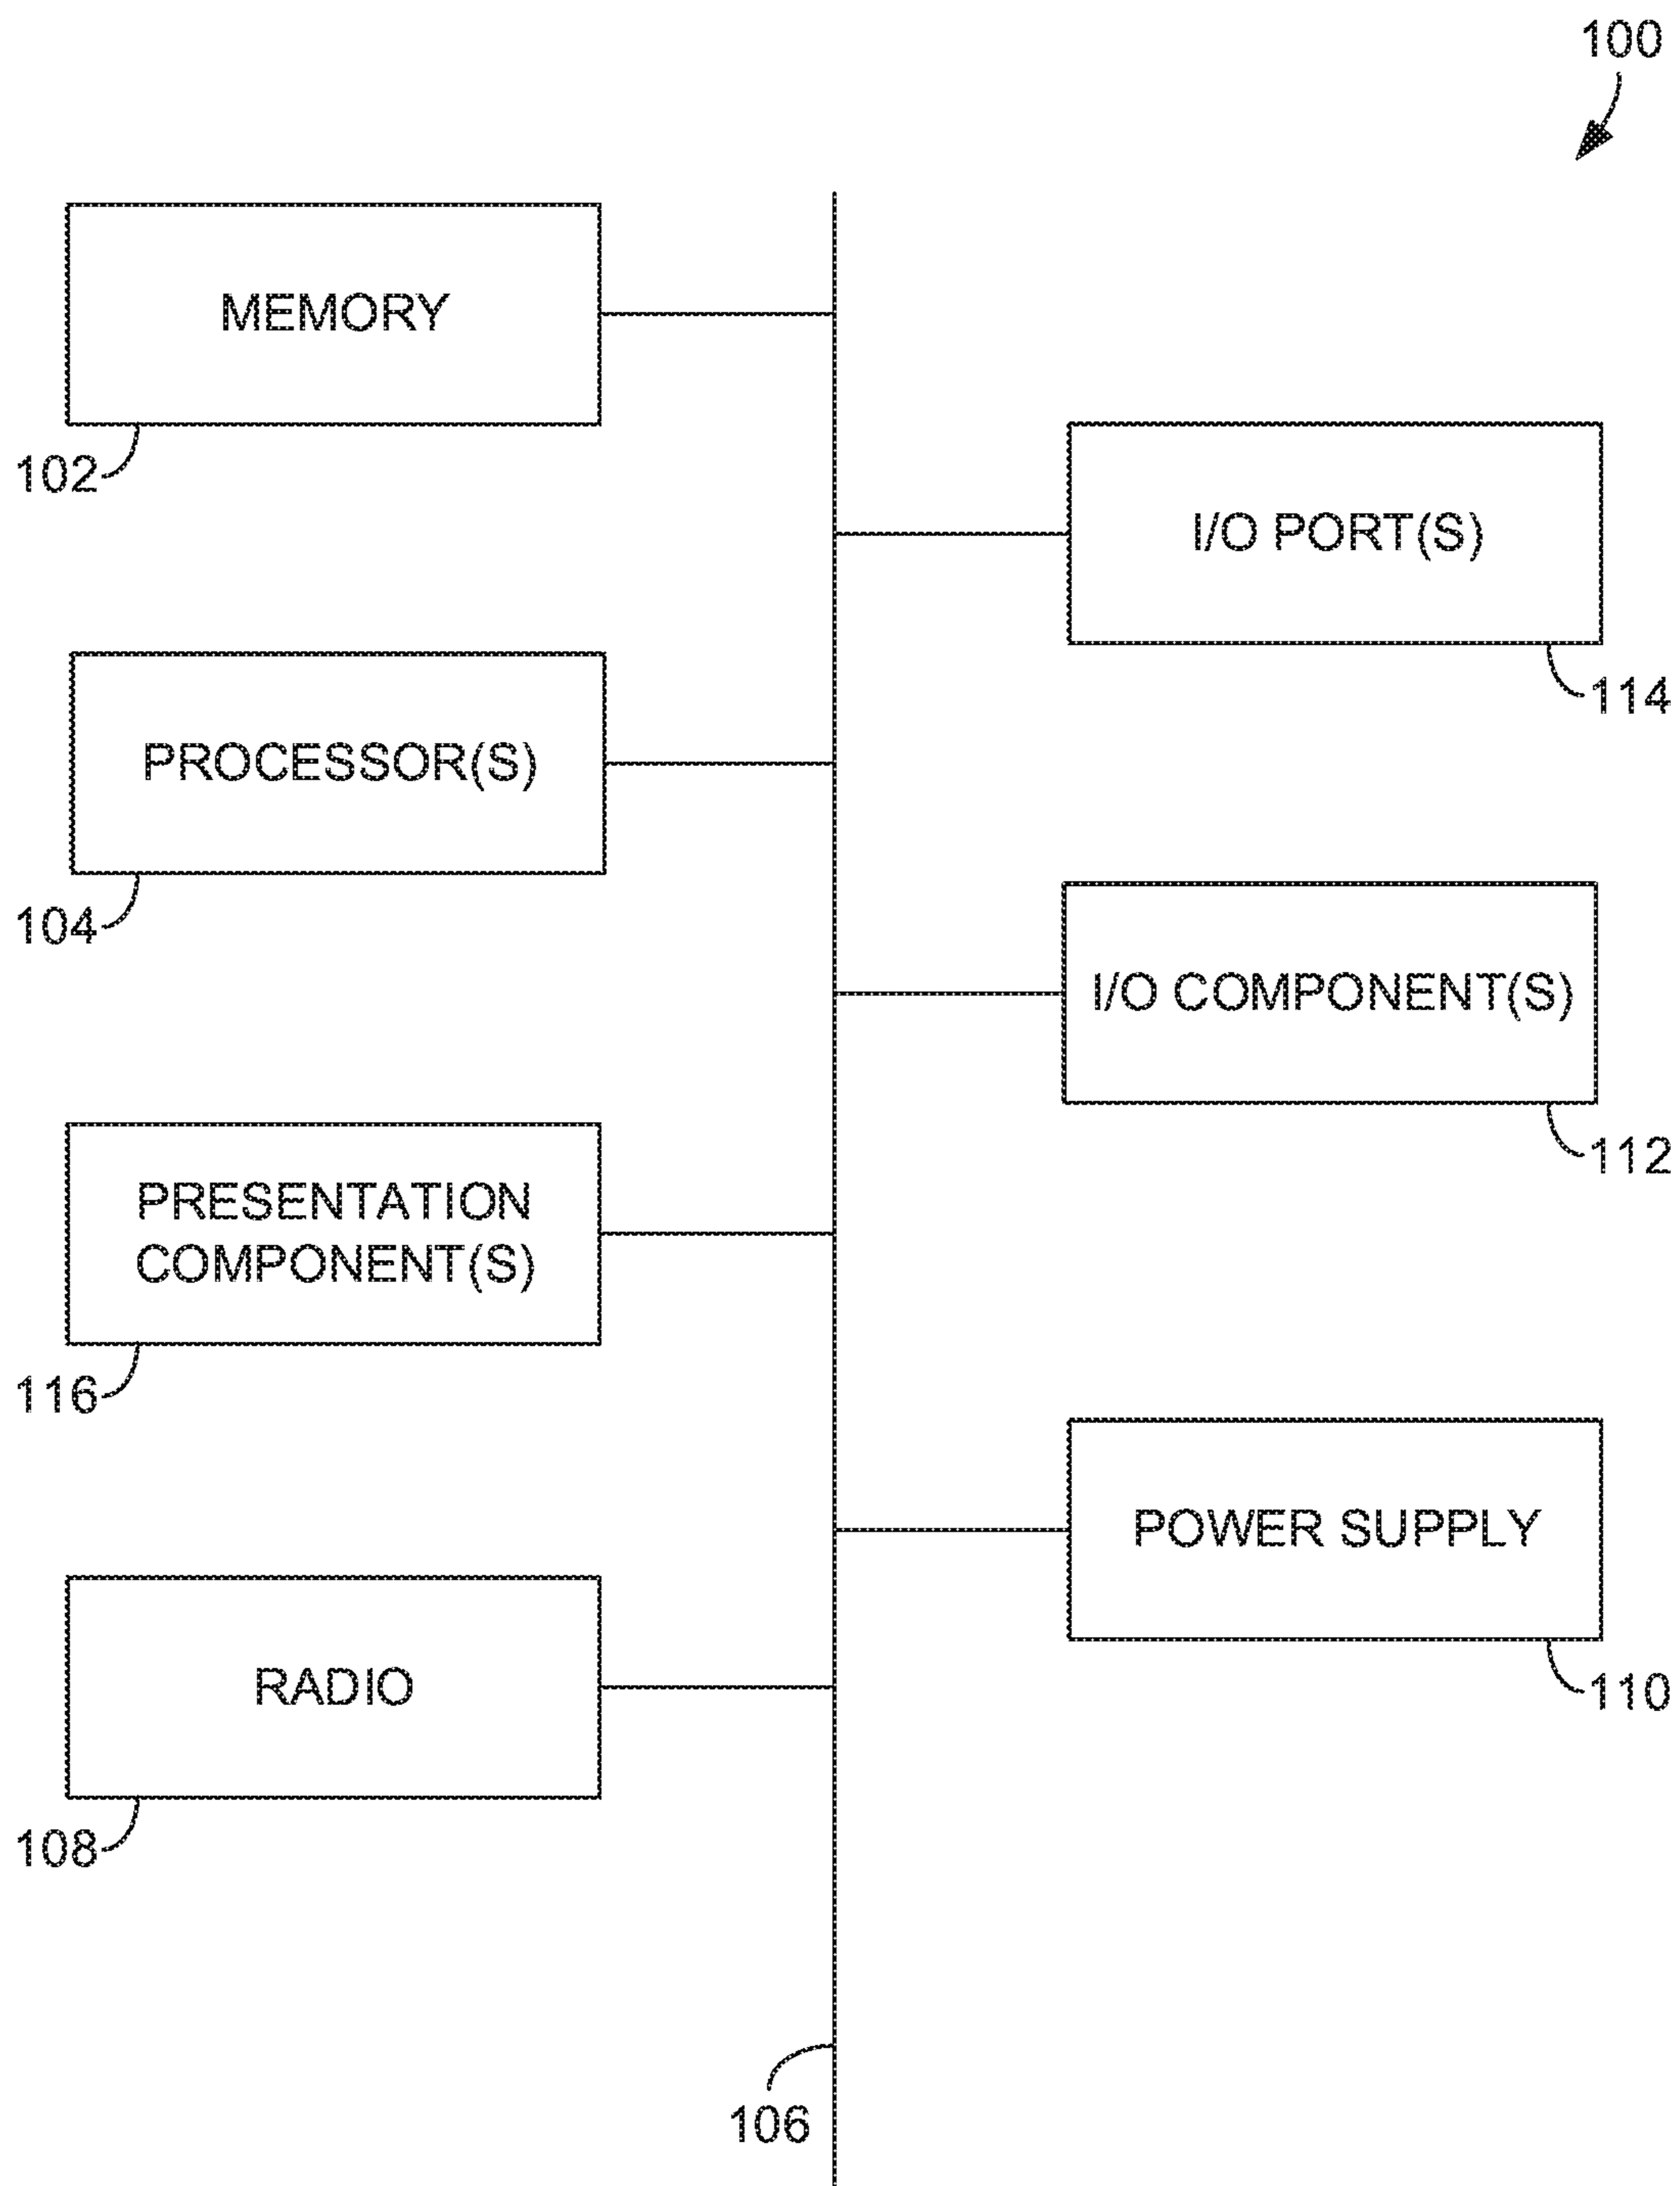 100
MEMORY
102
I/O PORT(S)
114
PROCESSOR(S)
104
I/O COMPONENT(S)
112
PRESENTATION
COMPONENT(S)
116
POWER SUPPLY
110
RADIO
108
106